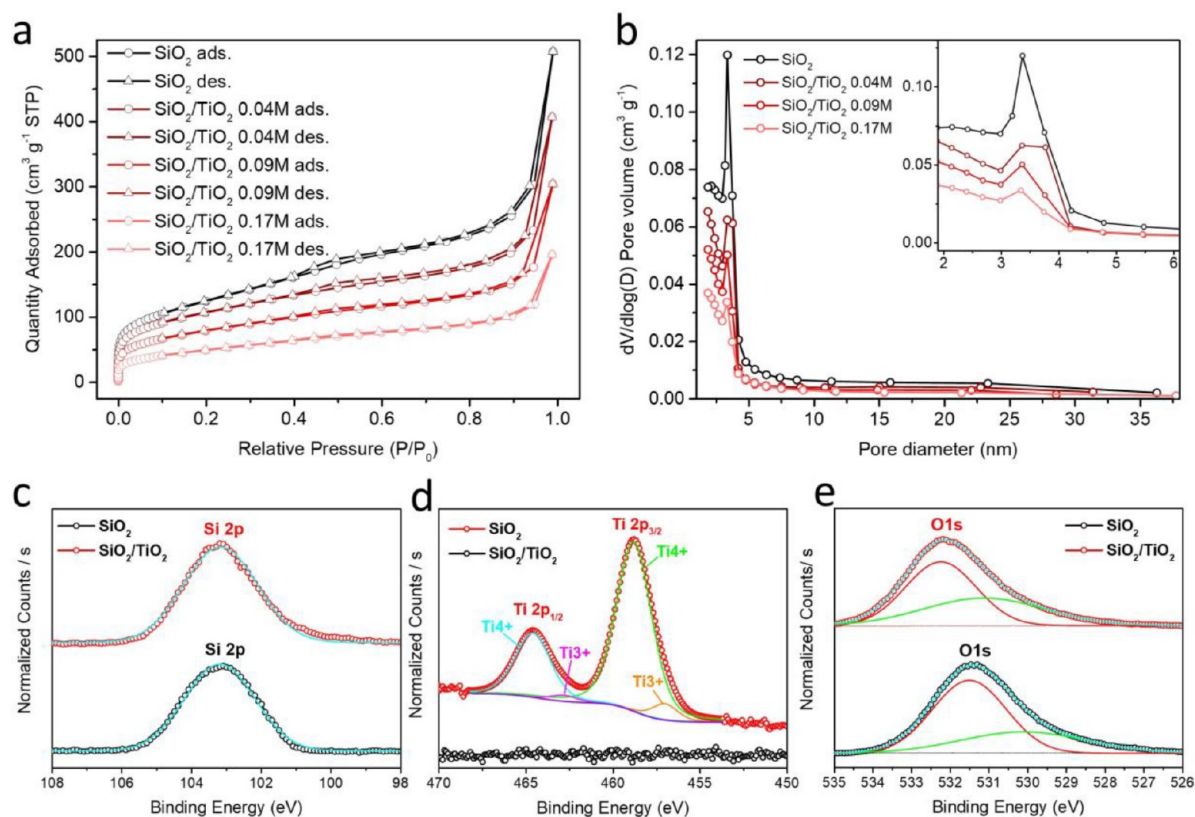 a
Quantity Adsorbed (cm³ g⁻¹ STP)
500
400
300
200
100
0
SiO₂ ads.
SiO₂ des.
SiO₂/TiO₂ 0.04M ads.
SiO₂/TiO₂ 0.04M des.
SiO₂/TiO₂ 0.09M ads.
SiO₂/TiO₂ 0.09M des.
SiO₂/TiO₂ 0.17M ads.
SiO₂/TiO₂ 0.17M des.
0.0 0.2 0.4 0.6 0.8 1.0
Relative Pressure (P/P₀)
b
dV/dlog(D) Pore volume (cm³ g⁻¹)
0.12
0.10
0.08
0.06
0.04
0.02
0.00
SiO₂
SiO₂/TiO₂ 0.04M
SiO₂/TiO₂ 0.09M
SiO₂/TiO₂ 0.17M
0.10
0.05
0.00
2 3 4 5 6
5 10 15 20 25 30 35
Pore diameter (nm)
c
Normalized Counts / s
SiO₂
SiO₂/TiO₂
Si 2p
Si 2p
108 106 104 102 100 98
Binding Energy (eV)
d
Normalized Counts / s
SiO₂
SiO₂/TiO₂
Ti 2p₃/₂
Ti4+
Ti 2p₁/₂
Ti4+
Ti3+
Ti3+
470 465 460 455 450
Binding Energy (eV)
e
Normalized Counts/ s
O1s
SiO₂
SiO₂/TiO₂
O1s
535 534 533 532 531 530 529 528 527 526
Binding Energy (eV)